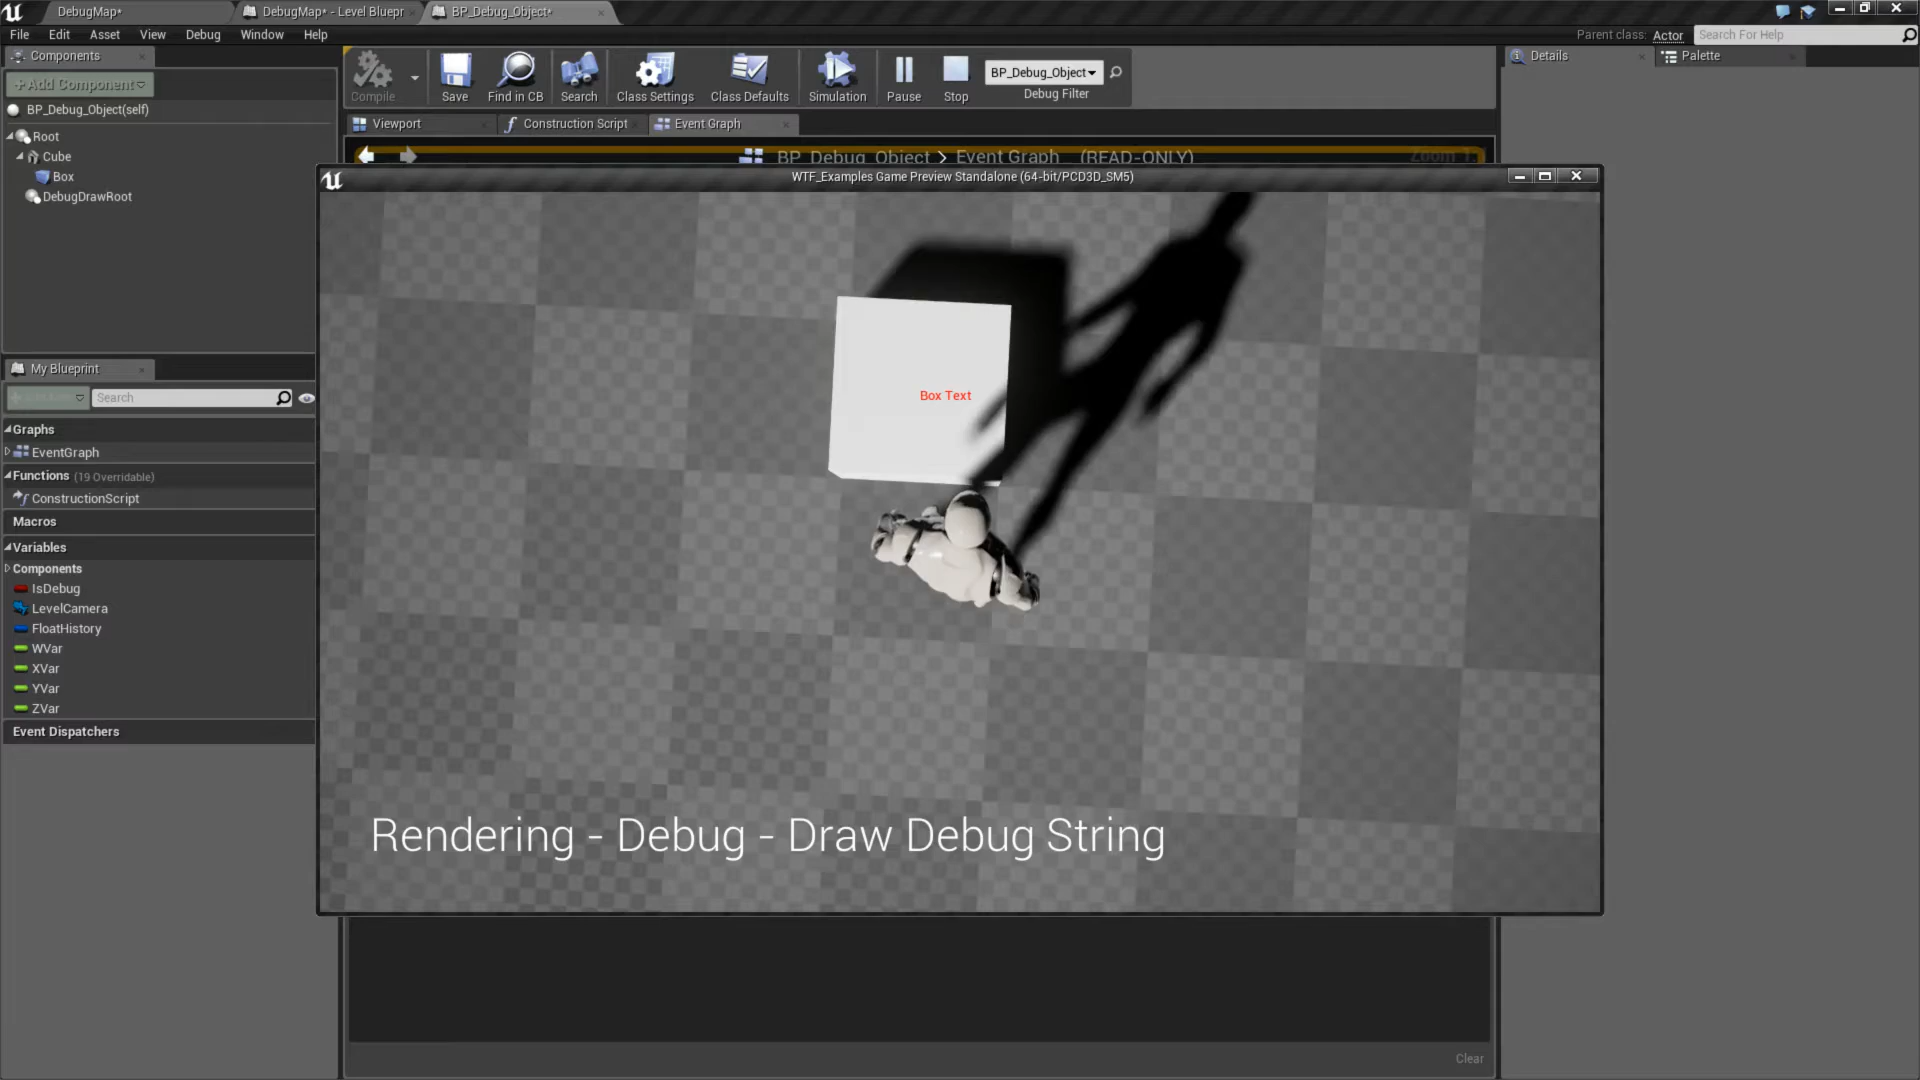 DebugMap*
DebugMap* - Level Bluepr
BP_Debug_Object*
File Edit Asset View Debug Window Help
Parent class: Actor
Search For Help
Components
+Add Component
BP_Debug_Object(self)
Root
Cube
Box
DebugDrawRoot
Compile
Save
Find in CB
Search
Class Settings
Class Defaults
Simulation
Pause
Stop
BP_Debug_Object
Debug Filter
Details
Palette
Viewport
Construction Script
Event Graph
BP_Debug_Object > Event Graph (READ-ONLY)
WTF_Examples Game Preview Standalone (64-bit/PCD3D_SM5)
Box Text
Rendering - Debug - Draw Debug String
My Blueprint
Search
Graphs
EventGraph
Functions (19 Overridable)
ConstructionScript
Macros
Variables
Components
IsDebug
LevelCamera
FloatHistory
WVar
XVar
YVar
ZVar
Event Dispatchers
Clear